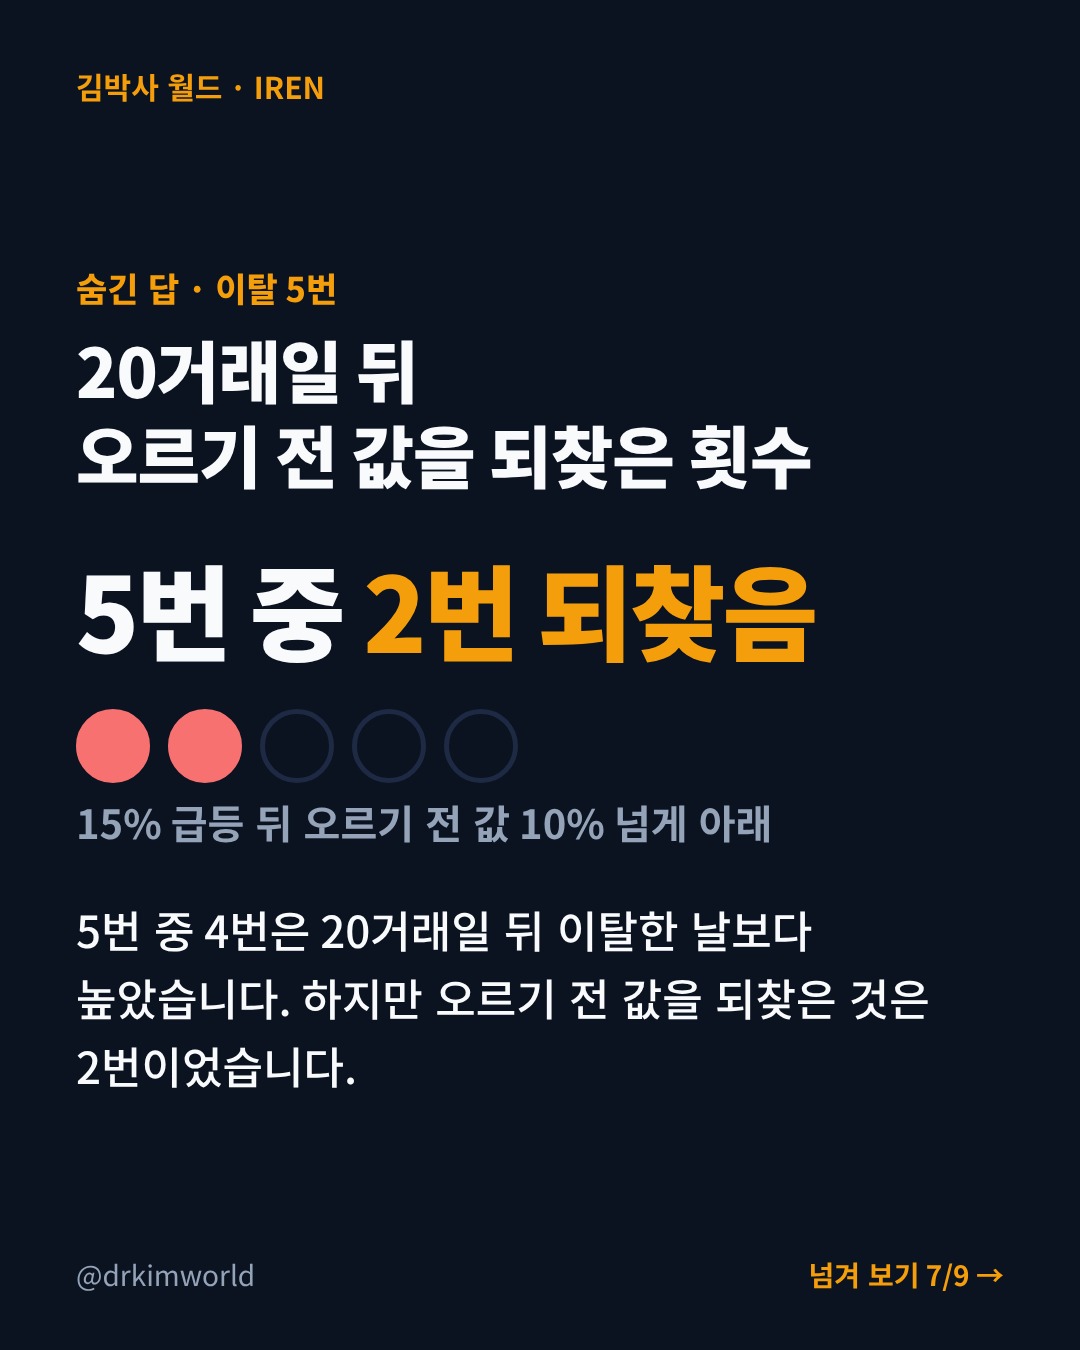 김박사 월드 · IREN
숨긴 답 · 이탈 5번
20거래일 뒤
오르기 전 값을 되찾은 횟수
5번 중 2번 되찾음
15% 급등 뒤 오르기 전 값 10% 넘게 아래
5번 중 4번은 20거래일 뒤 이탈한 날보다
높았습니다. 하지만 오르기 전 값을 되찾은 것은
2번이었습니다.
@drkimworld
넘겨 보기 7/9 →